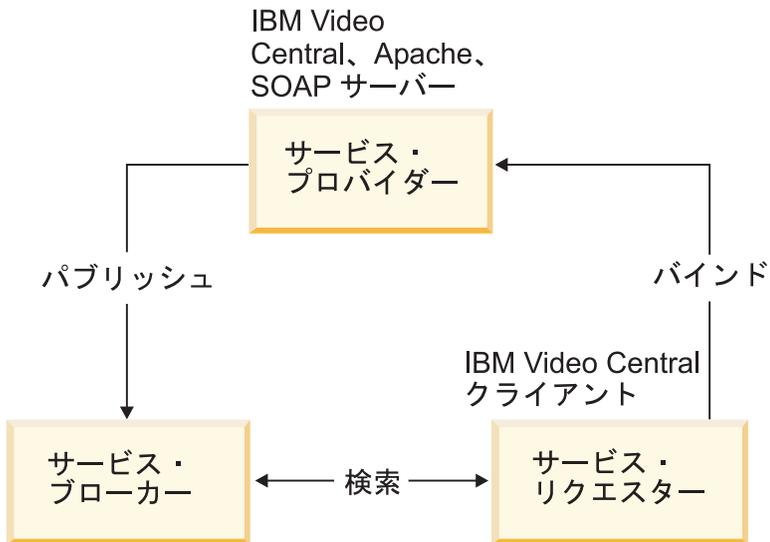 IBM Video
Central、Apache、
SOAP サーバー
サービス・
プロバイダー
パブリッシュ
バインド
IBM Video Central
クライアント
サービス・
ブローカー
検索
サービス・
リクエスター